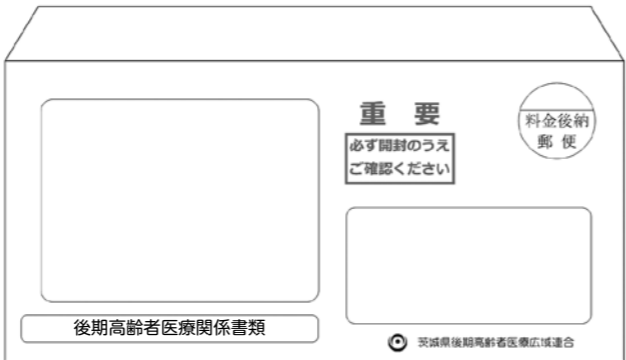 重 要
必ず開封のうえ
ご確認ください
料金後納
郵 便
後期高齢者医療関係書類
茨城県後期高齢者医療広域連合